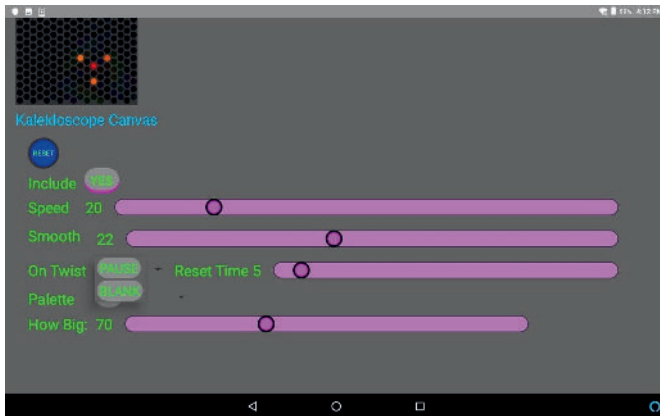 Kaleidoscope Canvas
RESET
Include YES
Speed 20
Smooth 22
On Twist PAUSE Reset Time 5
BLANK
Palette
How Big: 70